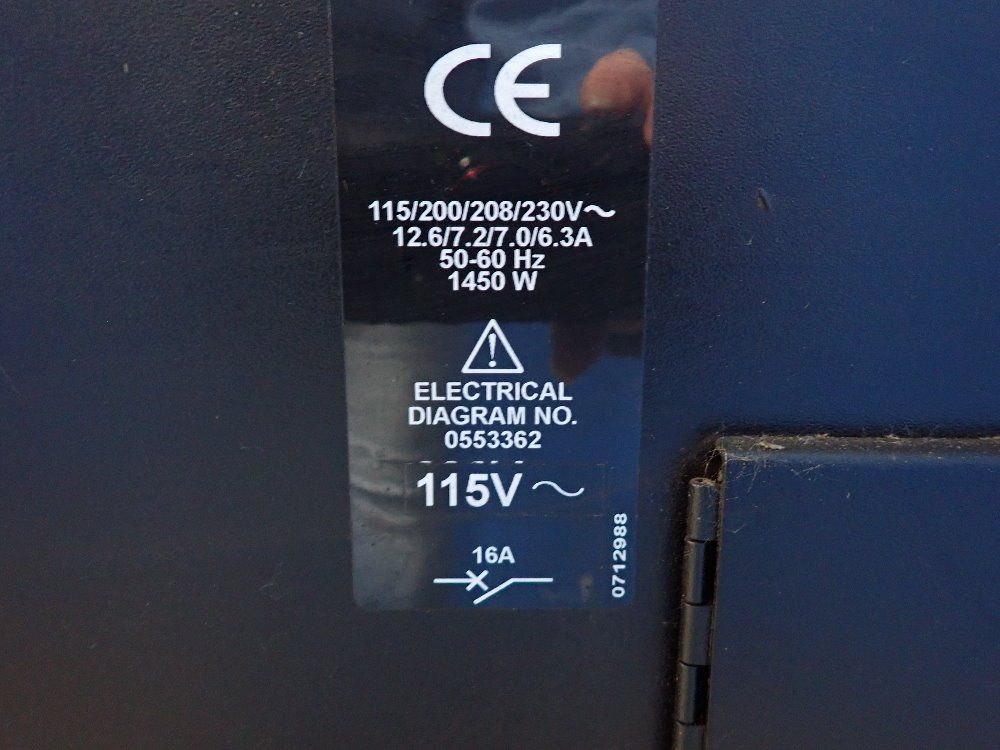 CE
115/200/208/230V~
12.6/7.2/7.0/6.3A
50-60 Hz
1450 W
ELECTRICAL
DIAGRAM NO.
0553362
115V~
16A
0712988